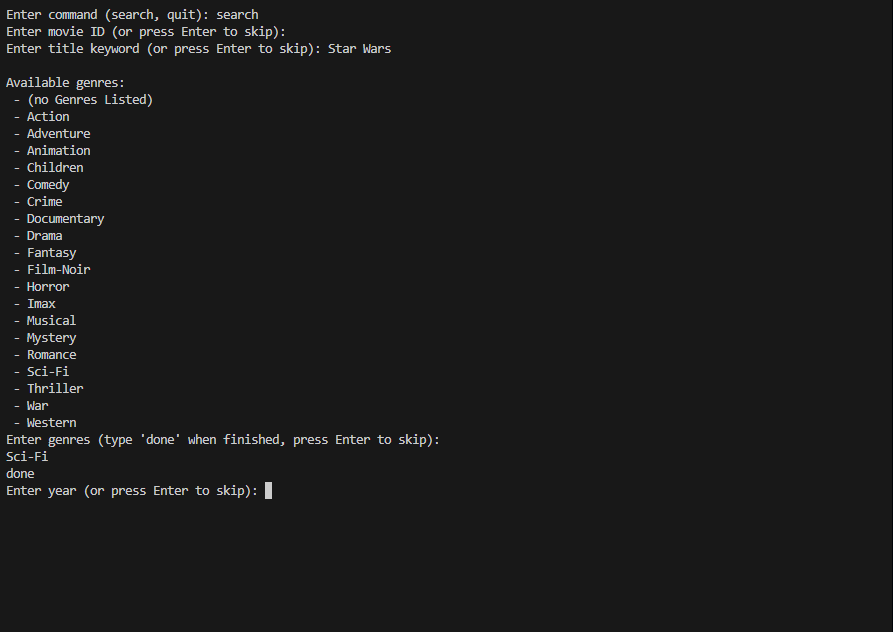 Enter command (search, quit): search
Enter movie ID (or press Enter to skip):
Enter title keyword (or press Enter to skip): Star Wars

Available genres:
 - (no Genres Listed)
 - Action
 - Adventure
 - Animation
 - Children
 - Comedy
 - Crime
 - Documentary
 - Drama
 - Fantasy
 - Film-Noir
 - Horror
 - Imax
 - Musical
 - Mystery
 - Romance
 - Sci-Fi
 - Thriller
 - War
 - Western
Enter genres (type 'done' when finished, press Enter to skip):
Sci-Fi
done
Enter year (or press Enter to skip):